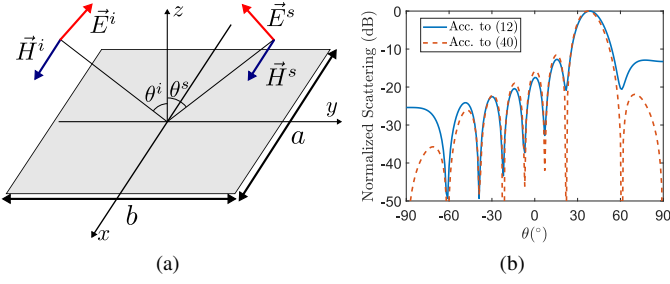 z
E⃗^i
E⃗^s
H⃗^i
H⃗^s
θ^i
θ^s
y
a
b
x
(a)
Acc. to (12)
Acc. to (40)
Normalized Scattering (dB)
0
-10
-20
-30
-40
-50
-90
-60
-30
0
30
60
90
θ(°)
(b)